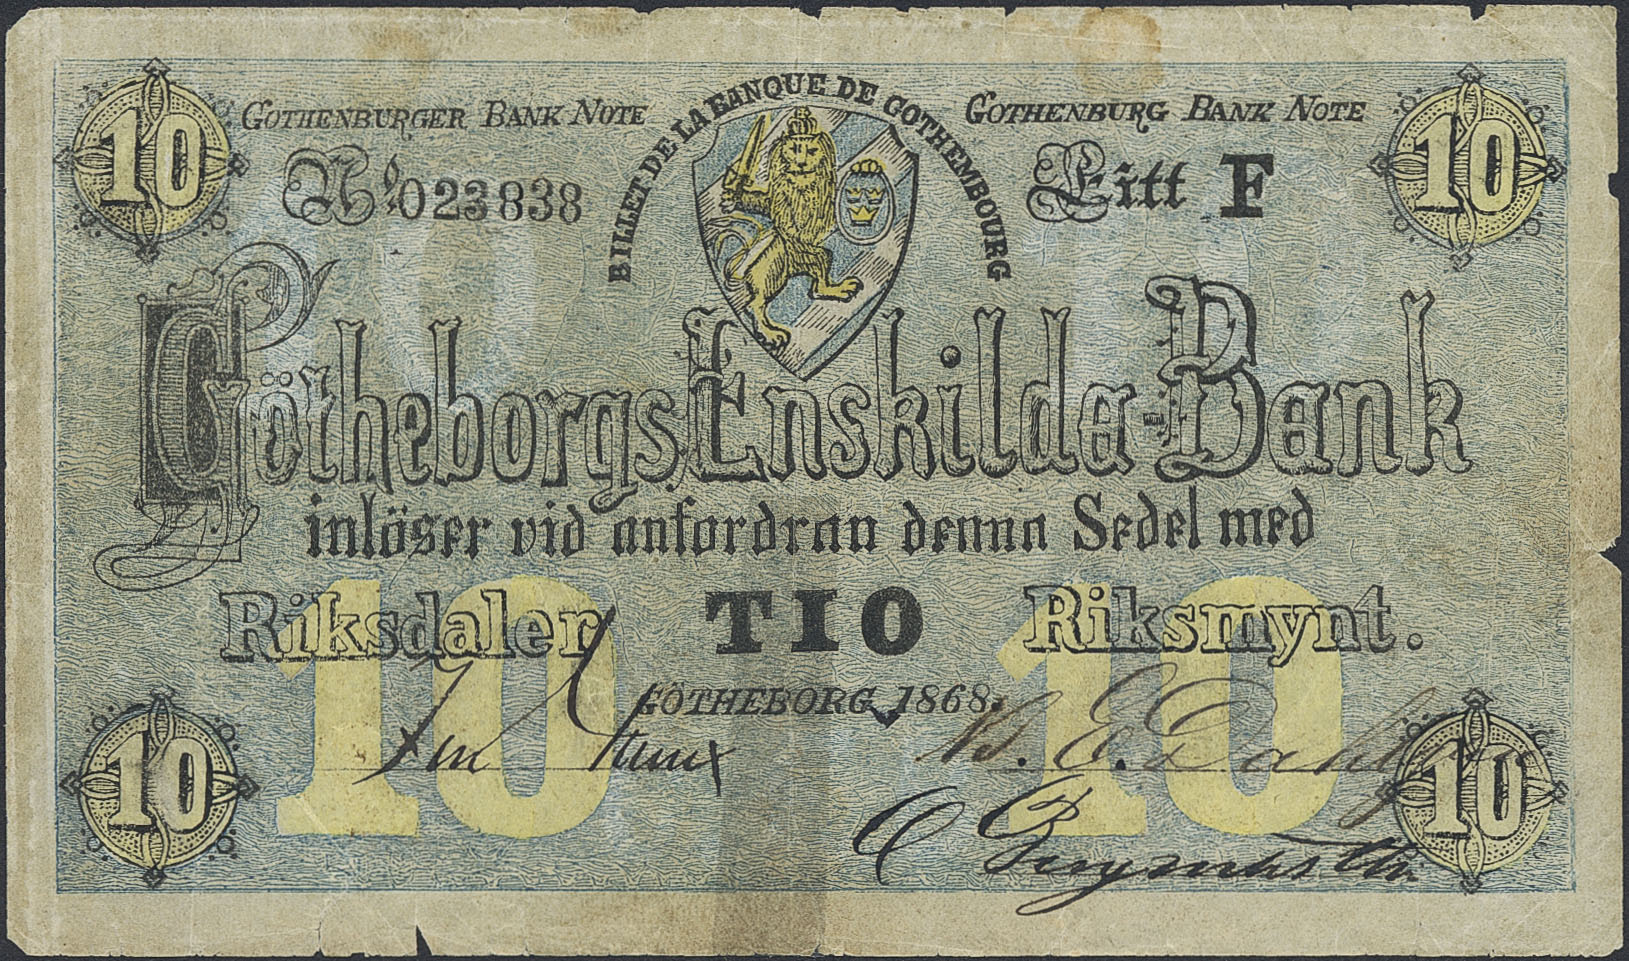 10 GOTHENBURGER BANK NOTE BILLET DE LA BANQUE DE GOTHEMBOURG GOTHENBURG BANK NOTE 10
No 023838 Litt F
Götheborgs Enskilda-Bank
inlöser vid anfordran denna Sedel med
Riksdaler TIO Riksmynt.
10 10
GÖTHEBORG, 1868.
10 10